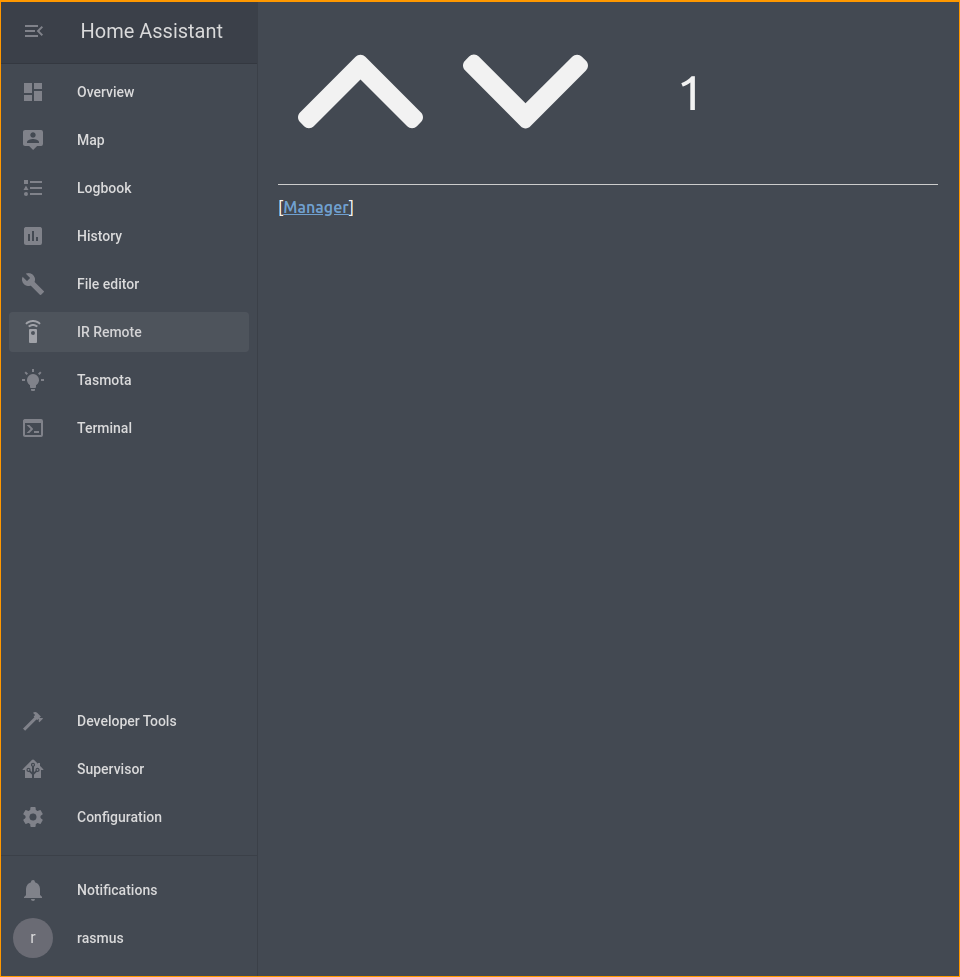 Home Assistant
Overview
Map
Logbook
History
File editor
IR Remote
Tasmota
Terminal
Developer Tools
Supervisor
Configuration
Notifications
r rasmus
1
[Manager]